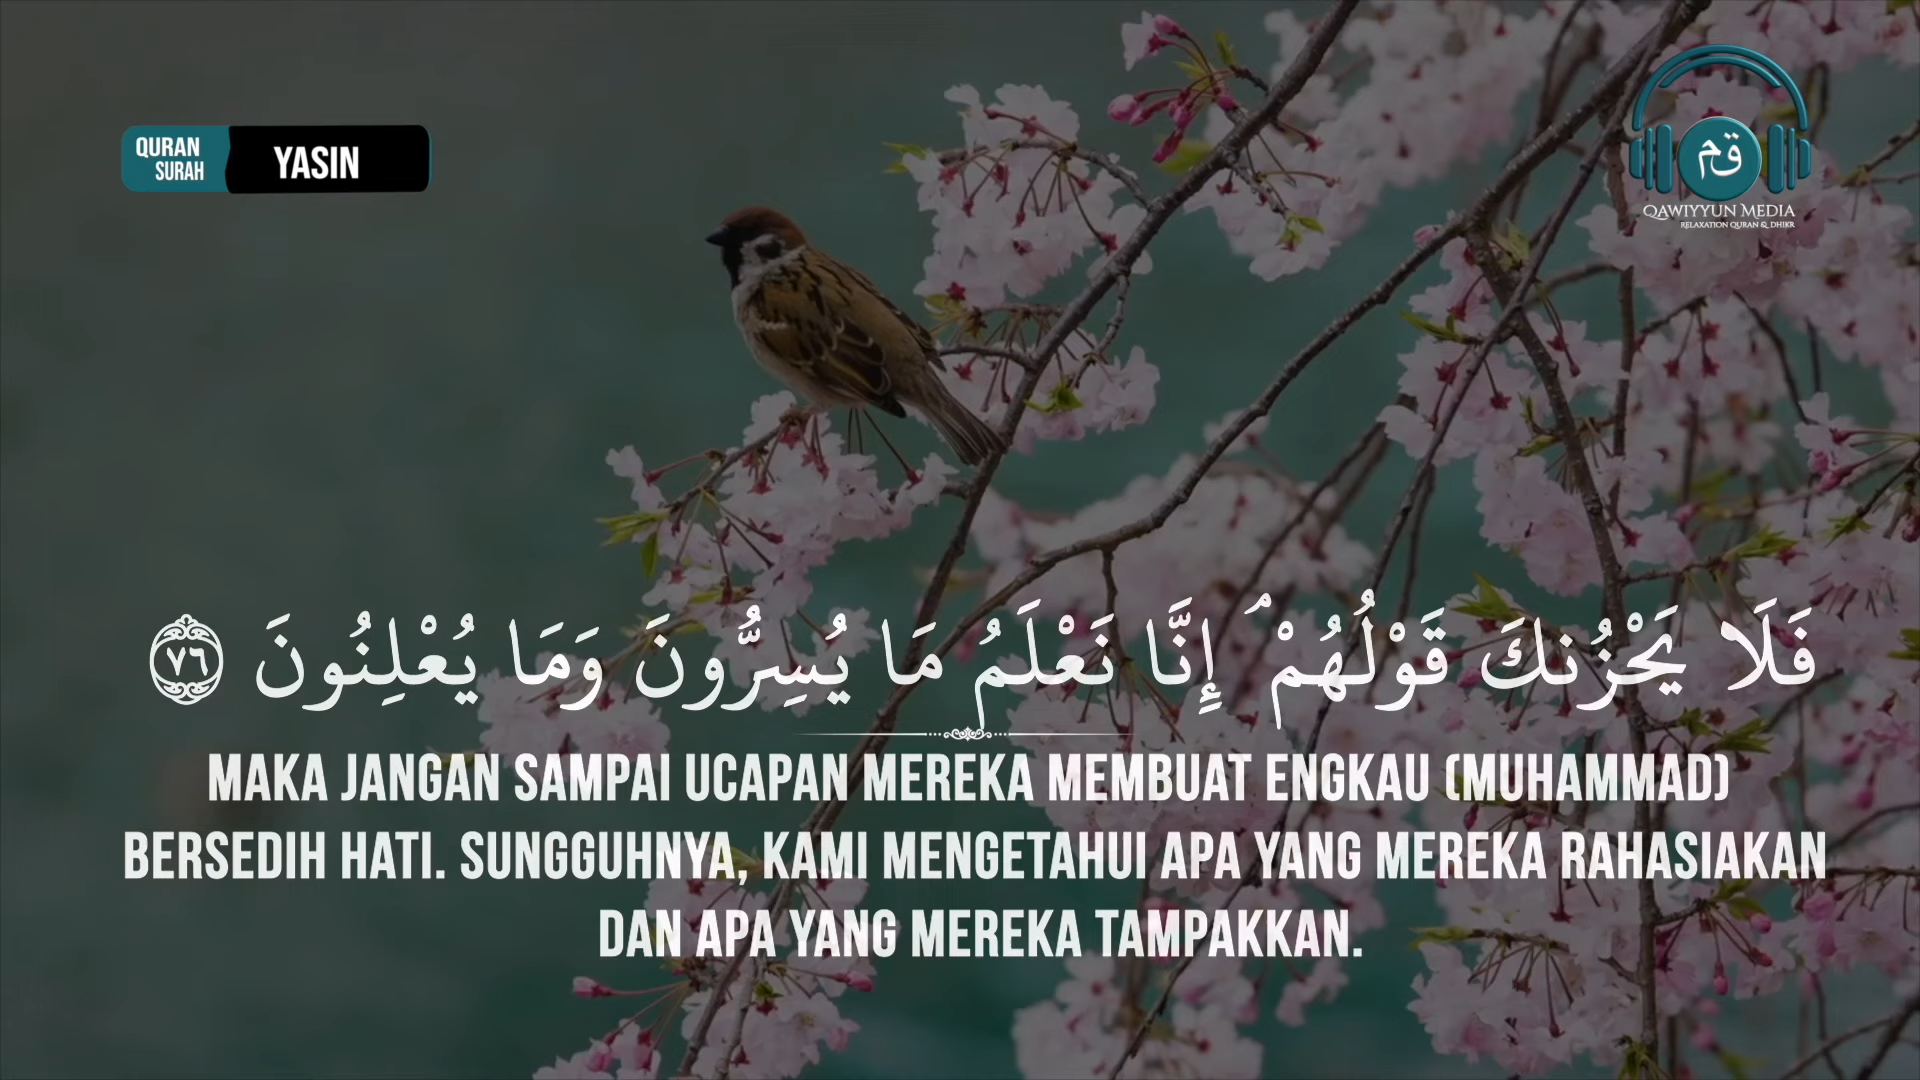 QURAN
SURAH
YASIN
قم
QAWIYYUN MEDIA
RELAXATION QURAN & DHIKR
فَلَا يَحْزُنكَ قَوْلُهُمْ ۘ إِنَّا نَعْلَمُ مَا يُسِرُّونَ وَمَا يُعْلِنُونَ ٧٦
MAKA JANGAN SAMPAI UCAPAN MEREKA MEMBUAT ENGKAU (MUHAMMAD)
BERSEDIH HATI. SUNGGUHNYA, KAMI MENGETAHUI APA YANG MEREKA RAHASIAKAN
DAN APA YANG MEREKA TAMPAKKAN.